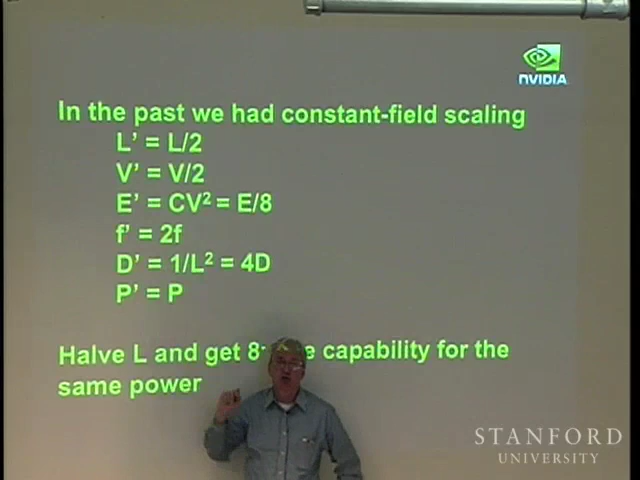 nVIDIA
In the past we had constant-field scaling
L' = L/2
V' = V/2
E' = CV² = E/8
f' = 2f
D' = 1/L² = 4D
P' = P
Halve L and get 8 capability for the
same power
STANFORD
UNIVERSITY